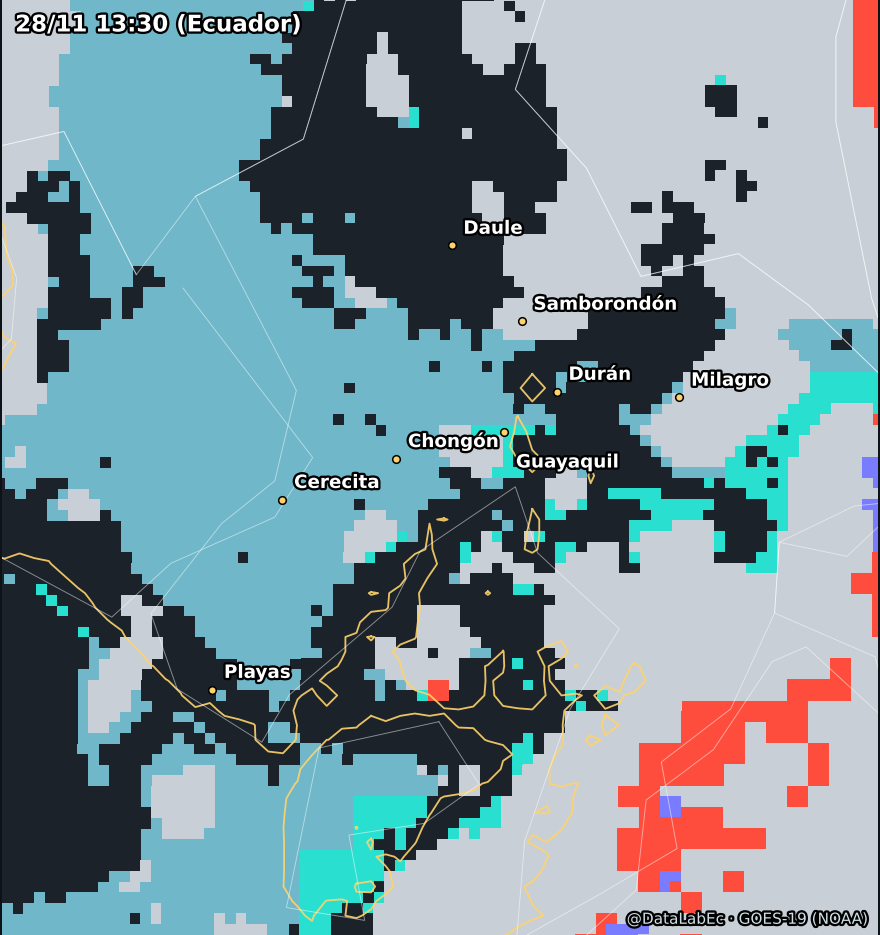 28/11 13:30 (Ecuador)
Daule
Samborondón
Durán
Milagro
Chongón
Guayaquil
Cerecita
Playas
@DataLabEc · GOES-19 (NOAA)